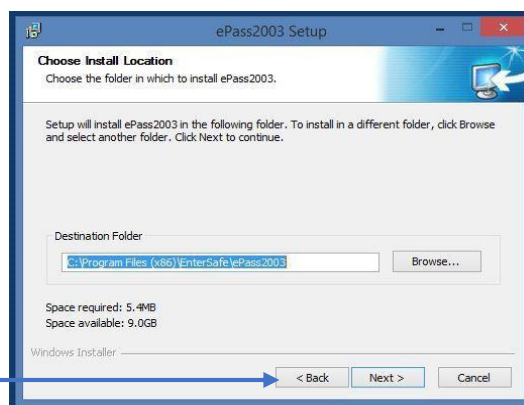 ePass2003 Setup
Choose Install Location
Choose the folder in which to install ePass2003.
Setup will install ePass2003 in the following folder. To install in a different folder, click Browse
and select another folder. Click Next to continue.
Destination Folder
C:\Program Files (x86)\EnterSafe\ePass2003
Browse...
Space required: 5.4MB
Space available: 9.0GB
Windows Installer
< Back Next > Cancel